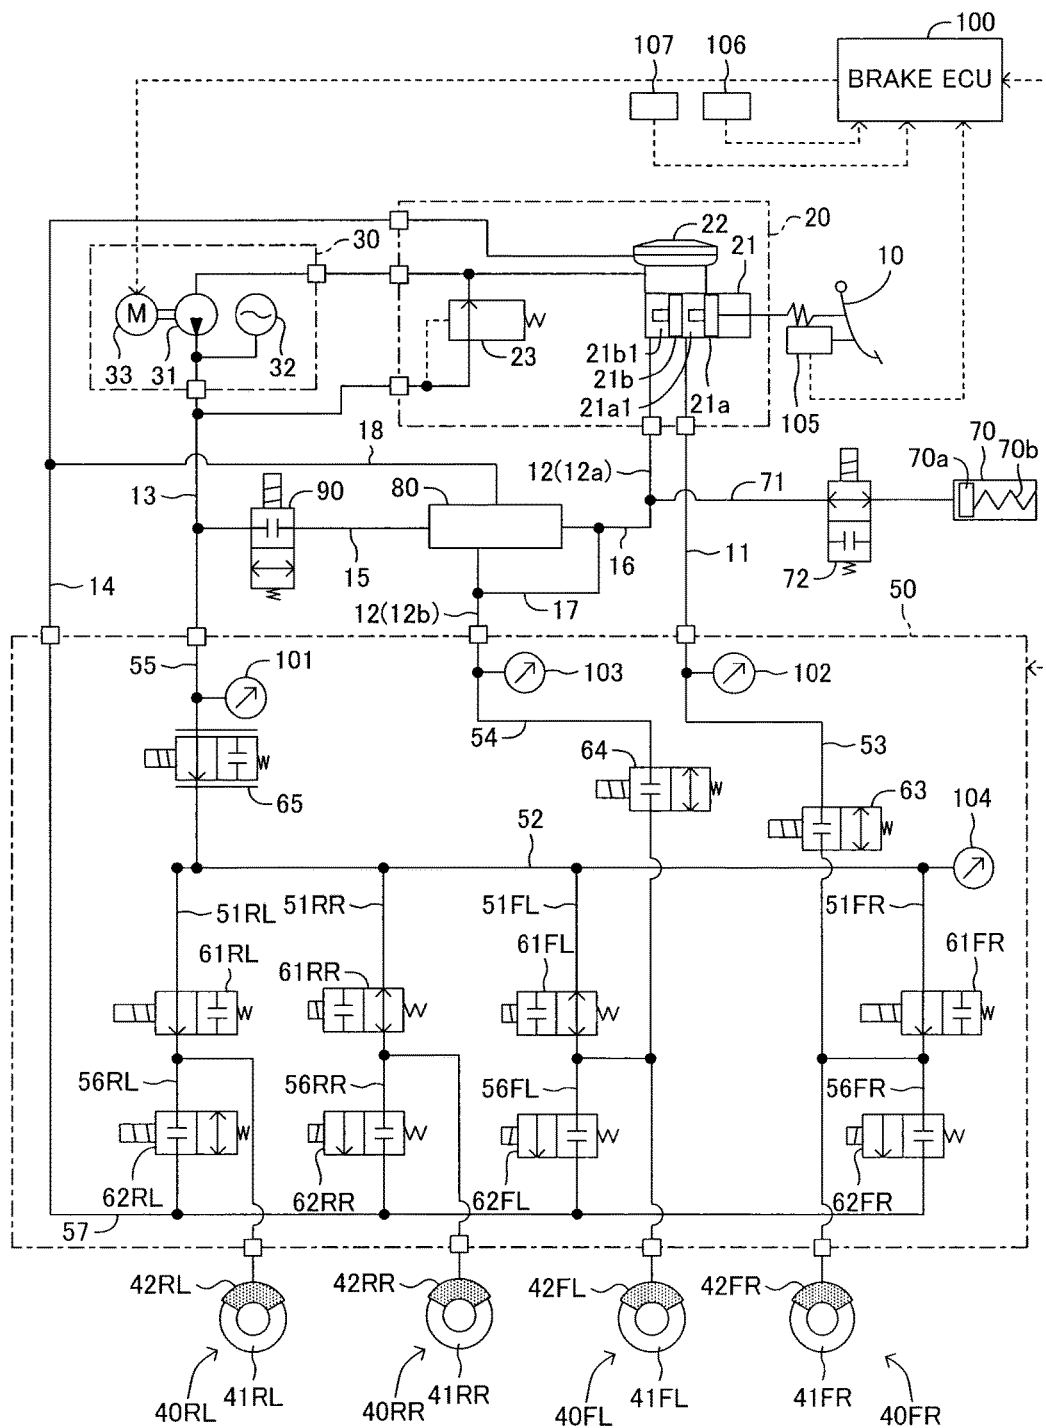 100
107
106
BRAKE ECU
20
22
30
21
10
M
33
31
32
23
21b1
21b
21a1
21a
105
18
12(12a)
70
70a
70b
13
90
80
71
15
16
11
72
14
12(12b)
17
50
55
101
103
102
54
64
53
65
63
104
52
51RL
51RR
51FL
51FR
61RL
61RR
61FL
61FR
56RL
56RR
56FL
56FR
62RL
62RR
62FL
62FR
57
42RL
42RR
42FL
42FR
41RL
41RR
41FL
41FR
40RL
40RR
40FL
40FR